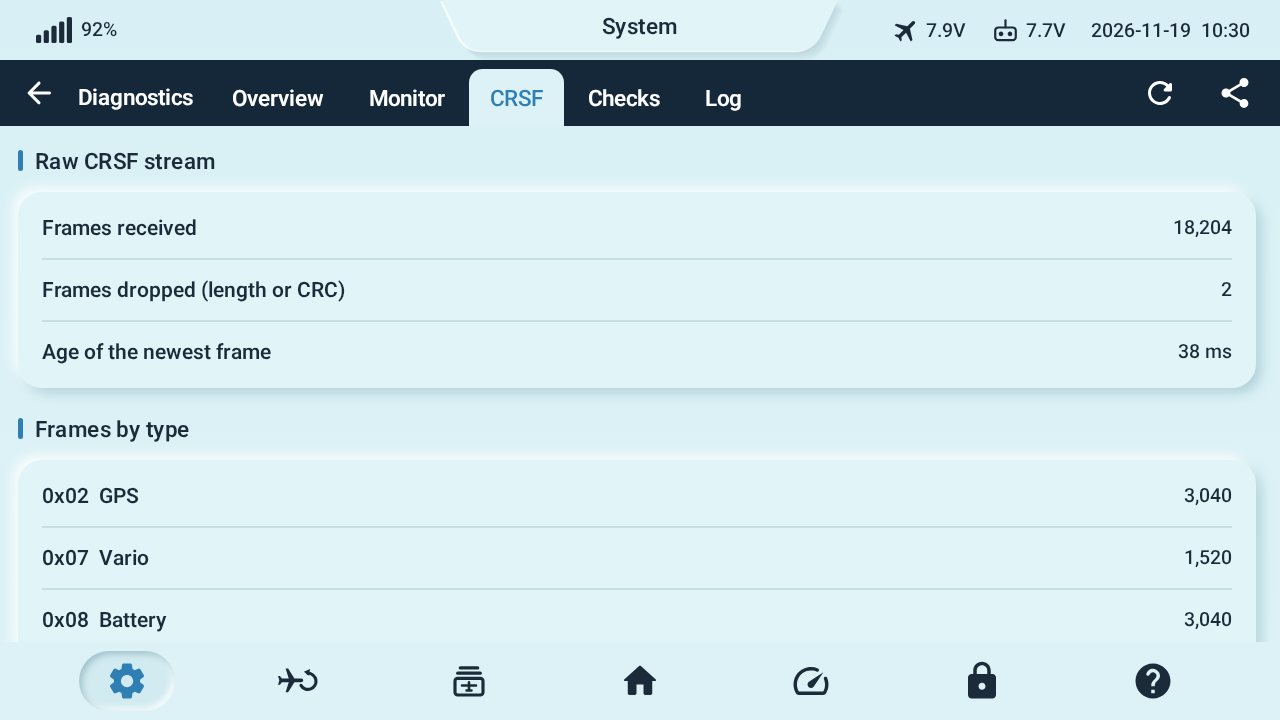 92%
System
7.9V
7.7V
2026-11-19 10:30
Diagnostics
Overview
Monitor
CRSF
Checks
Log
Raw CRSF stream
Frames received 18,204
Frames dropped (length or CRC) 2
Age of the newest frame 38 ms
Frames by type
0x02 GPS 3,040
0x07 Vario 1,520
0x08 Battery 3,040